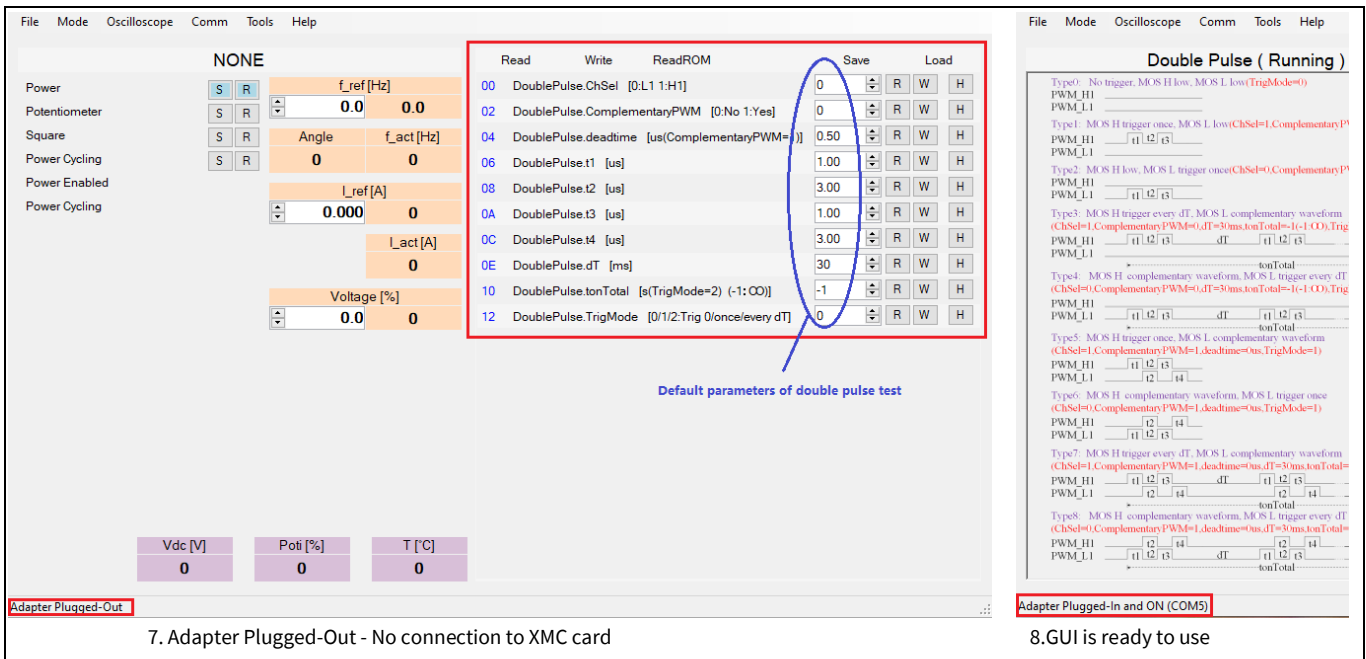 File Mode Oscilloscope Comm Tools Help
NONE
Power S R
Potentiometer S R
Square S R
Power Cycling S R
Power Enabled
Power Cycling
f_ref [Hz]
0.0 0.0
Angle f_act [Hz]
0 0
I_ref [A]
0.000 0
I_act [A]
0
Voltage [%]
0.0 0
Read Write ReadROM Save Load
00 DoublePulse.ChSel [0:L1 1:H1] 0 R W H
02 DoublePulse.ComplementaryPWM [0:No 1:Yes] 0 R W H
04 DoublePulse.deadtime [us(ComplementaryPWM=1)] 0.50 R W H
06 DoublePulse.t1 [us] 1.00 R W H
08 DoublePulse.t2 [us] 3.00 R W H
0A DoublePulse.t3 [us] 1.00 R W H
0C DoublePulse.t4 [us] 3.00 R W H
0E DoublePulse.dT [ms] 30 R W H
10 DoublePulse.tonTotal [s(TrigMode=2) (-1:∞)] -1 R W H
12 DoublePulse.TrigMode [0/1/2:Trig 0/once/every dT] 0 R W H
Default parameters of double pulse test
Vdc [V] Poti [%] T [°C]
0 0 0
Adapter Plugged-Out
7. Adapter Plugged-Out - No connection to XMC card
File Mode Oscilloscope Comm Tools Help
Double Pulse ( Running )
Type0: No trigger, MOS H low, MOS L low(TrigMode=0)
PWM_H1
PWM_L1
Type1: MOS H trigger once, MOS L low(ChSel=1,ComplementaryP
PWM_H1 t1 t2 t3
PWM_L1
Type2: MOS H low, MOS L trigger once(ChSel=0,ComplementaryP
PWM_H1
PWM_L1 t1 t2 t3
Type3: MOS H trigger every dT, MOS L complementary waveform
(ChSel=1,ComplementaryPWM=0,dT=30ms,tonTotal=-1(-1:∞),Trig
PWM_H1 t1 t2 t3 dT t1 t2 t3
PWM_L1
tonTotal
Type4: MOS H complementary waveform, MOS L trigger every dT
(ChSel=0,ComplementaryPWM=0,dT=30ms,tonTotal=-1(-1:∞),Trig
PWM_H1
PWM_L1 t1 t2 t3 dT t1 t2 t3
tonTotal
Type5: MOS H trigger once, MOS L complementary waveform
(ChSel=1,ComplementaryPWM=1,deadtime=0us,TrigMode=1)
PWM_H1 t1 t2 t3
PWM_L1 t2 t4
Type6: MOS H complementary waveform, MOS L trigger once
(ChSel=0,ComplementaryPWM=1,deadtime=0us,TrigMode=1)
PWM_H1 t2 t4
PWM_L1 t1 t2 t3
Type7: MOS H trigger every dT, MOS L complementary waveform
(ChSel=1,ComplementaryPWM=1,deadtime=0us,dT=30ms,tonTotal=
PWM_H1 t1 t2 t3 dT t1 t2 t3
PWM_L1 t2 t4 t2 t4
tonTotal
Type8: MOS H complementary waveform, MOS L trigger every dT
(ChSel=0,ComplementaryPWM=1,deadtime=0us,dT=30ms,tonTotal=
PWM_H1 t2 t4 t2 t4
PWM_L1 t1 t2 t3 dT t1 t2 t3
tonTotal
Adapter Plugged-In and ON (COM5)
8.GUI is ready to use